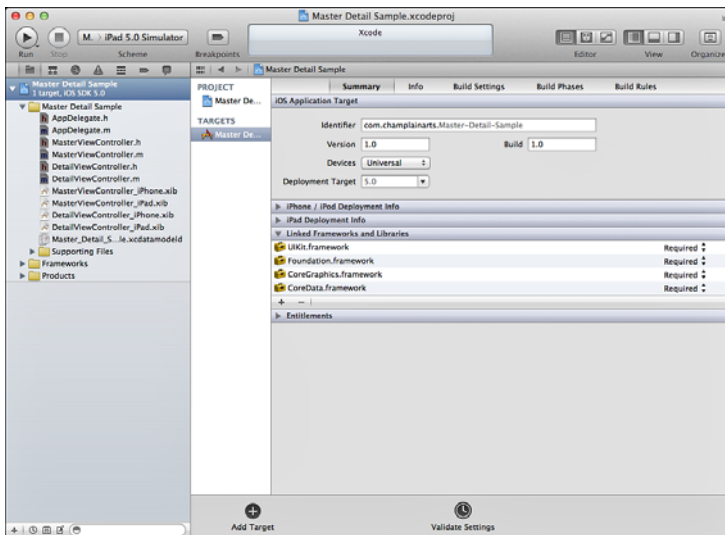 Master Detail Sample.xcodeproj
M. › iPad 5.0 Simulator
Xcode
Run
Stop
Scheme
Breakpoints
Editor
View
Organize
Master Detail Sample
1 target, iOS SDK 5.0
Master Detail Sample
AppDelegate.h
AppDelegate.m
MasterViewController.h
MasterViewController.m
DetailViewController.h
DetailViewController.m
MasterViewController_iPhone.xib
MasterViewController_iPad.xib
DetailViewController_iPhone.xib
DetailViewController_iPad.xib
Master_Detail_S...le.xcdatamodeld
Supporting Files
Frameworks
Products
Master Detail Sample
PROJECT
Master De...
TARGETS
Master De...
Summary
Info
Build Settings
Build Phases
Build Rules
iOS Application Target
Identifier com.champlainarts.Master-Detail-Sample
Version 1.0
Build 1.0
Devices Universal
Deployment Target 5.0
iPhone / iPod Deployment Info
iPad Deployment Info
Linked Frameworks and Libraries
UIKit.framework Required
Foundation.framework Required
CoreGraphics.framework Required
CoreData.framework Required
Entitlements
Add Target
Validate Settings